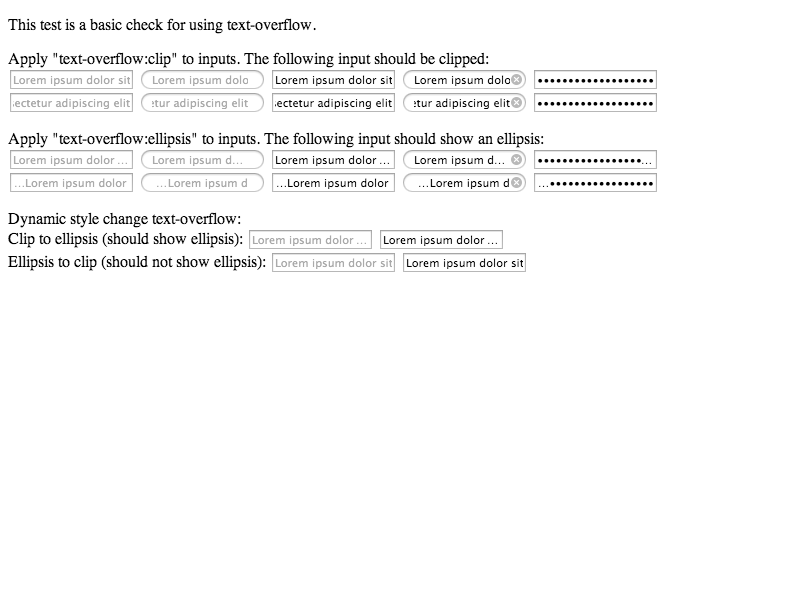 This test is a basic check for using text-overflow.
Apply "text-overflow:clip" to inputs. The following input should be clipped:
Lorem ipsum dolor sit Lorem ipsum dolo Lorem ipsum dolor sit Lorem ipsum dolo ••••••••••••••••••
ectetur adipiscing elit tur adipiscing elit ectetur adipiscing elit tur adipiscing elit ••••••••••••••••••
Apply "text-overflow:ellipsis" to inputs. The following input should show an ellipsis:
Lorem ipsum dolor ... Lorem ipsum d... Lorem ipsum dolor ... Lorem ipsum d... ••••••••••••••••...
...Lorem ipsum dolor ...Lorem ipsum d ...Lorem ipsum dolor ...Lorem ipsum d ...••••••••••••••••
Dynamic style change text-overflow:
Clip to ellipsis (should show ellipsis): Lorem ipsum dolor ... Lorem ipsum dolor ...
Ellipsis to clip (should not show ellipsis): Lorem ipsum dolor sit Lorem ipsum dolor sit